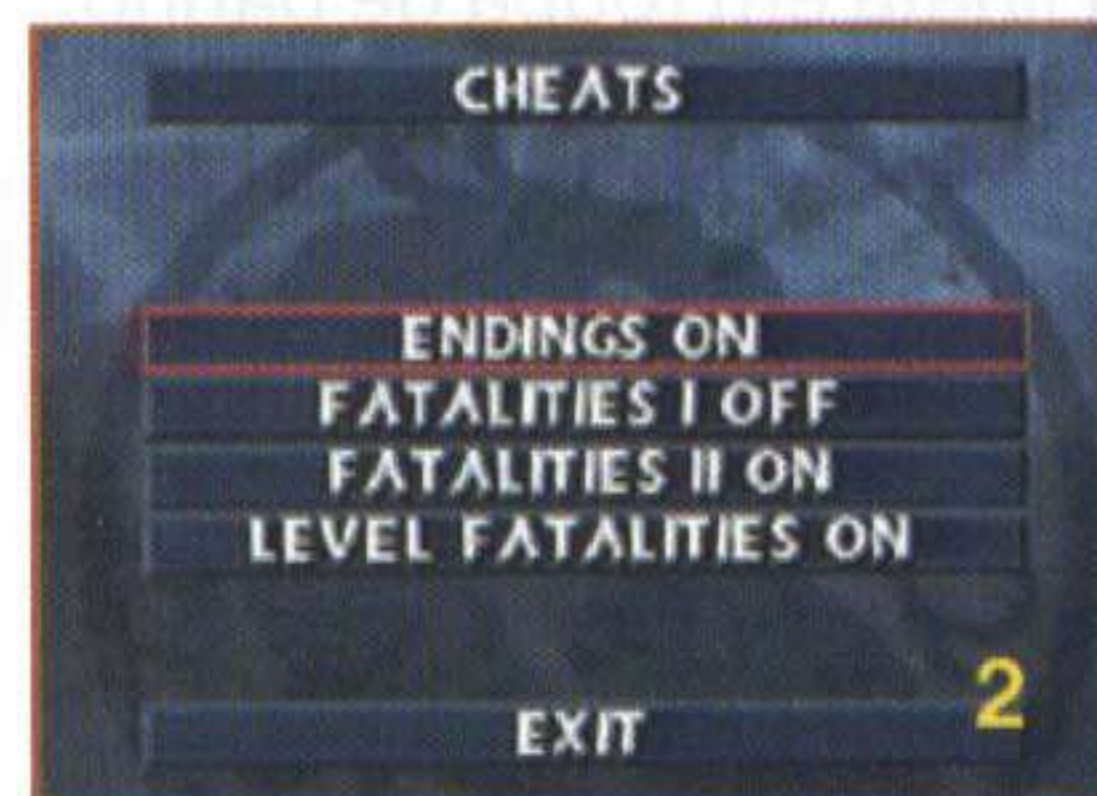 CHEATS
ENDINGS ON
FATALITIES I OFF
FATALITIES II ON
LEVEL FATALITIES ON
2
EXIT